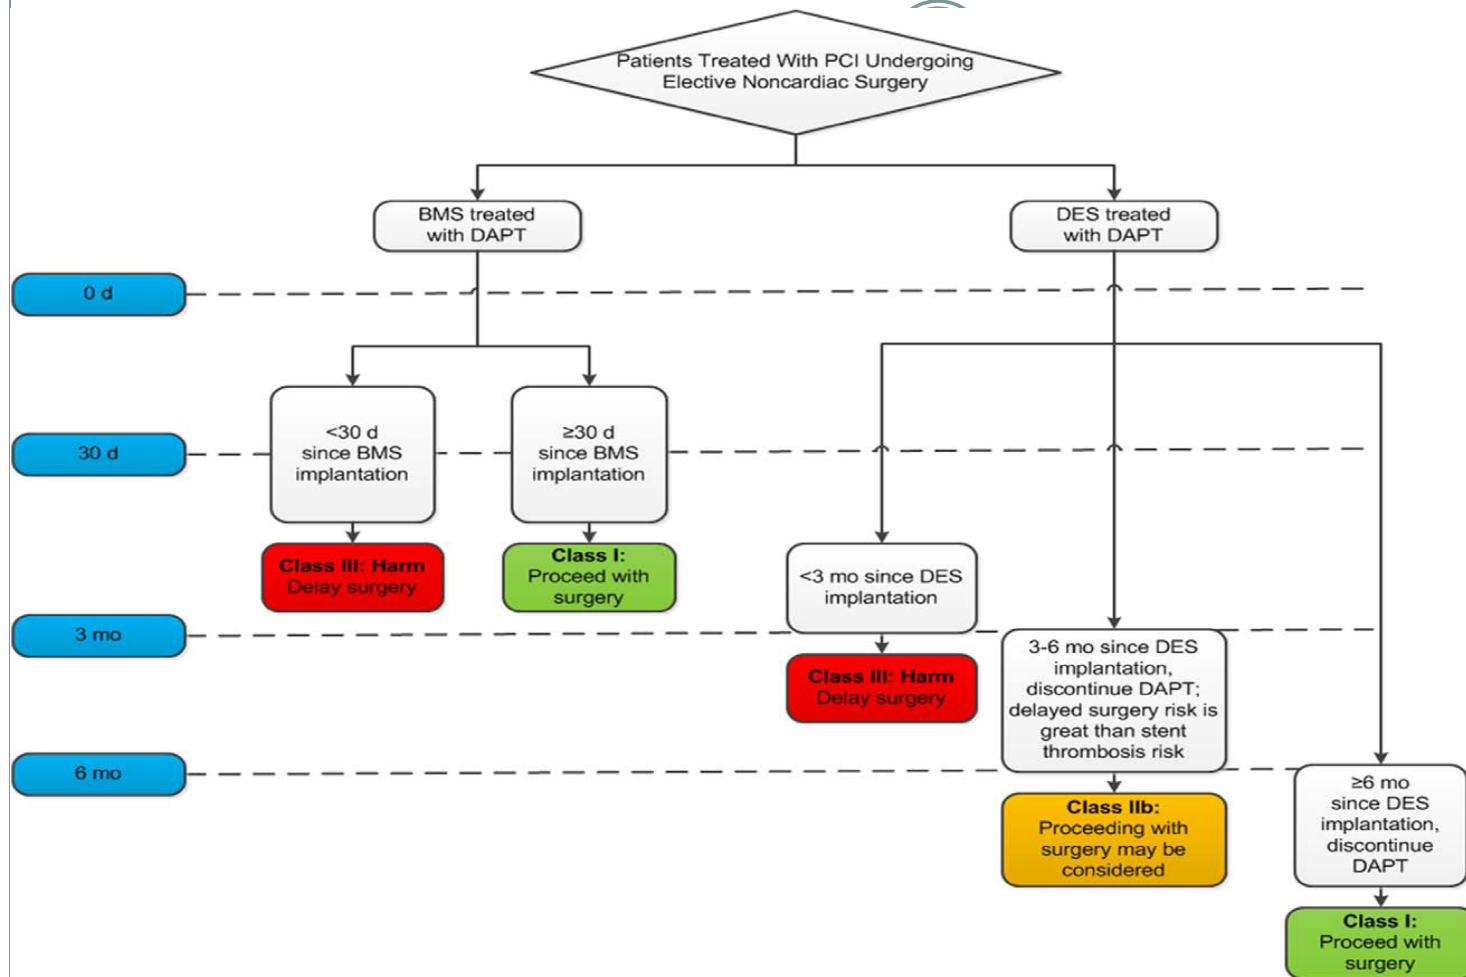 Patients Treated With PCI Undergoing
Elective Noncardiac Surgery
BMS treated
with DAPT
DES treated
with DAPT
0 d
<30 d
since BMS
implantation
≥30 d
since BMS
implantation
30 d
Class III: Harm
Delay surgery
Class I:
Proceed with
surgery
<3 mo since DES
implantation
3 mo
Class III: Harm
Delay surgery
3-6 mo since DES
implantation,
discontinue DAPT;
delayed surgery risk is
great than stent
thrombosis risk
6 mo
Class IIb:
Proceeding with
surgery may be
considered
≥6 mo
since DES
implantation,
discontinue
DAPT
Class I:
Proceed with
surgery